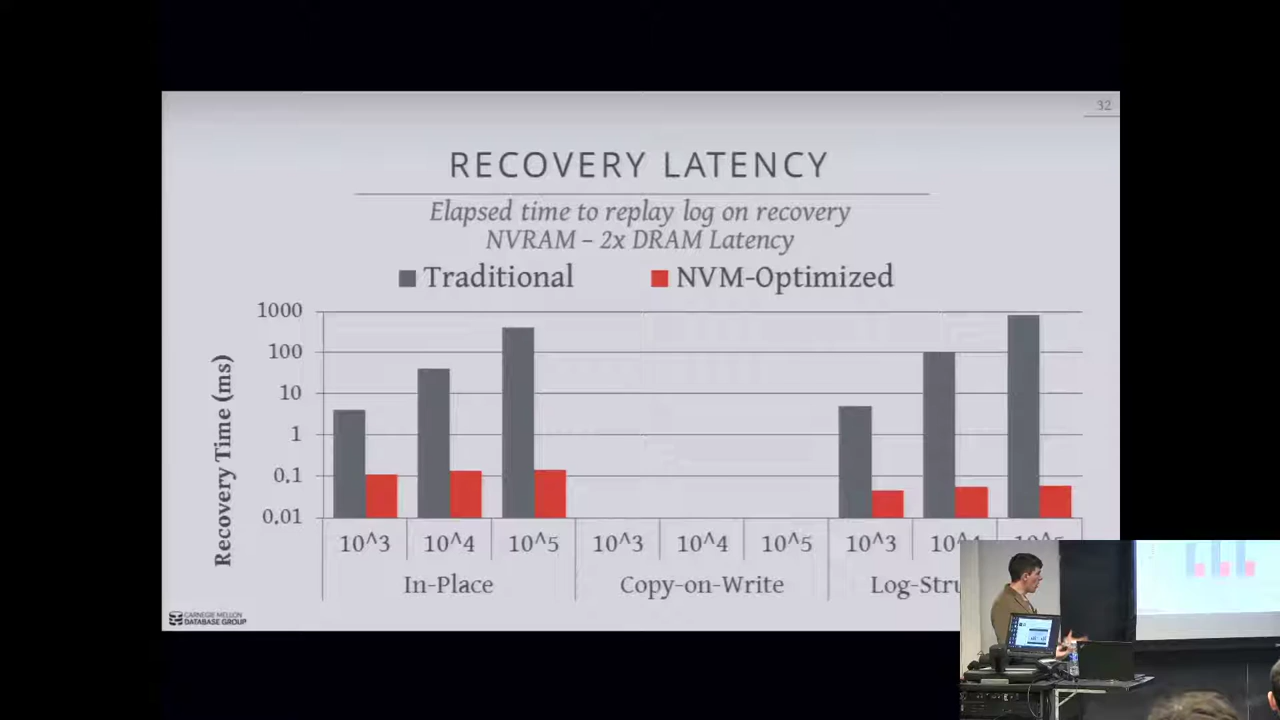 32
RECOVERY LATENCY
Elapsed time to replay log on recovery
NVRAM – 2x DRAM Latency
Traditional NVM-Optimized
1000
100
10
1
0.1
0.01
Recovery Time (ms)
10^3 10^4 10^5 10^3 10^4 10^5 10^3 10^4 10^5
In-Place Copy-on-Write Log-Stru
CARNEGIE MELLON
DATABASE GROUP